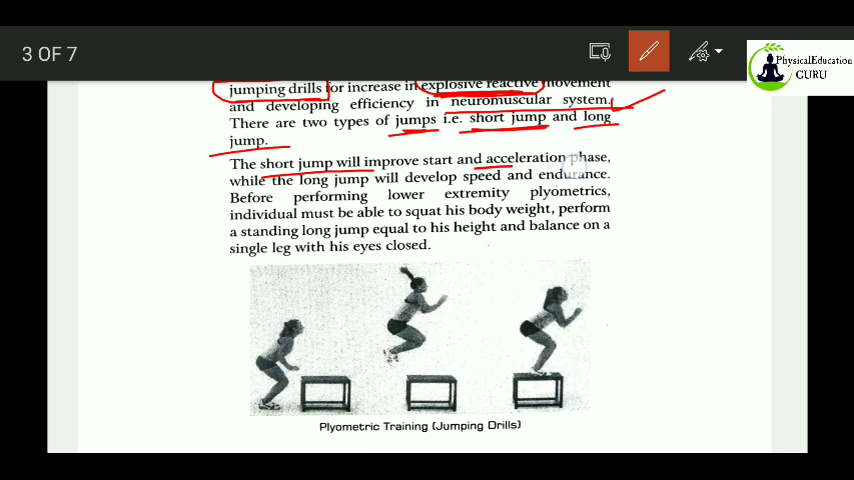 3 OF 7
PhysicalEducation
GURU
jumping drills for increase in explosive reactive movement
and developing efficiency in neuromuscular system.
There are two types of jumps i.e. short jump and long
jump.
The short jump will improve start and acceleration phase,
while the long jump will develop speed and endurance.
Before performing lower extremity plyometrics,
individual must be able to squat his body weight, perform
a standing long jump equal to his height and balance on a
single leg with his eyes closed.
Plyometric Training (Jumping Drills)